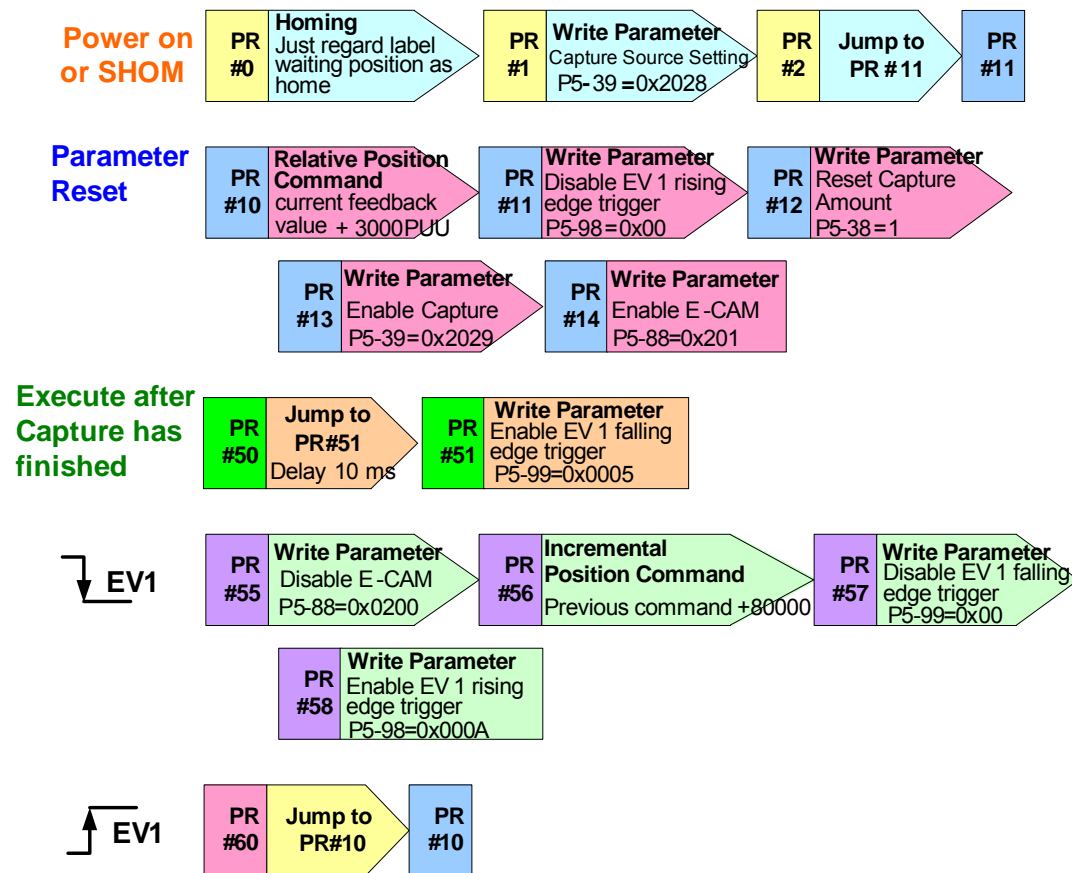 Power on
or SHOM
PR
#0
Homing
Just regard label
waiting position as
home
PR
#1
Write Parameter
Capture Source Setting
P5-39 =0x2028
PR
#2
Jump to
PR #11
PR
#11
Parameter
Reset
PR
#10
Relative Position
Command
current feedback
value + 3000PUU
PR
#11
Write Parameter
Disable EV 1 rising
edge trigger
P5-98=0x00
PR
#12
Write Parameter
Reset Capture
Amount
P5-38=1
PR
#13
Write Parameter
Enable Capture
P5-39=0x2029
PR
#14
Write Parameter
Enable E-CAM
P5-88=0x201
Execute after
Capture has
finished
PR
#50
Jump to
PR#51
Delay 10 ms
PR
#51
Write Parameter
Enable EV 1 falling
edge trigger
P5-99=0x0005
EV1
PR
#55
Write Parameter
Disable E-CAM
P5-88=0x0200
PR
#56
Incremental
Position Command
Previous command +80000
PR
#57
Write Parameter
Disable EV 1 falling
edge trigger
P5-99=0x00
PR
#58
Write Parameter
Enable EV 1 rising
edge trigger
P5-98=0x000A
EV1
PR
#60
Jump to
PR#10
PR
#10